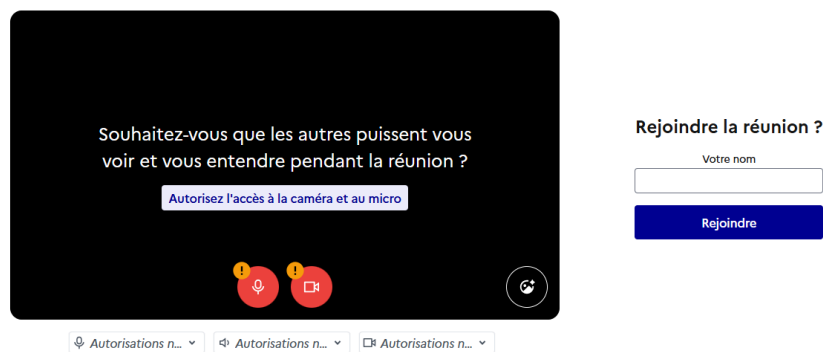 Souhaitez-vous que les autres puissent vous
voir et vous entendre pendant la réunion ?
Autorisez l'accès à la caméra et au micro
!
!
Autorisations n...
Autorisations n...
Autorisations n...
Rejoindre la réunion ?
Votre nom
Rejoindre